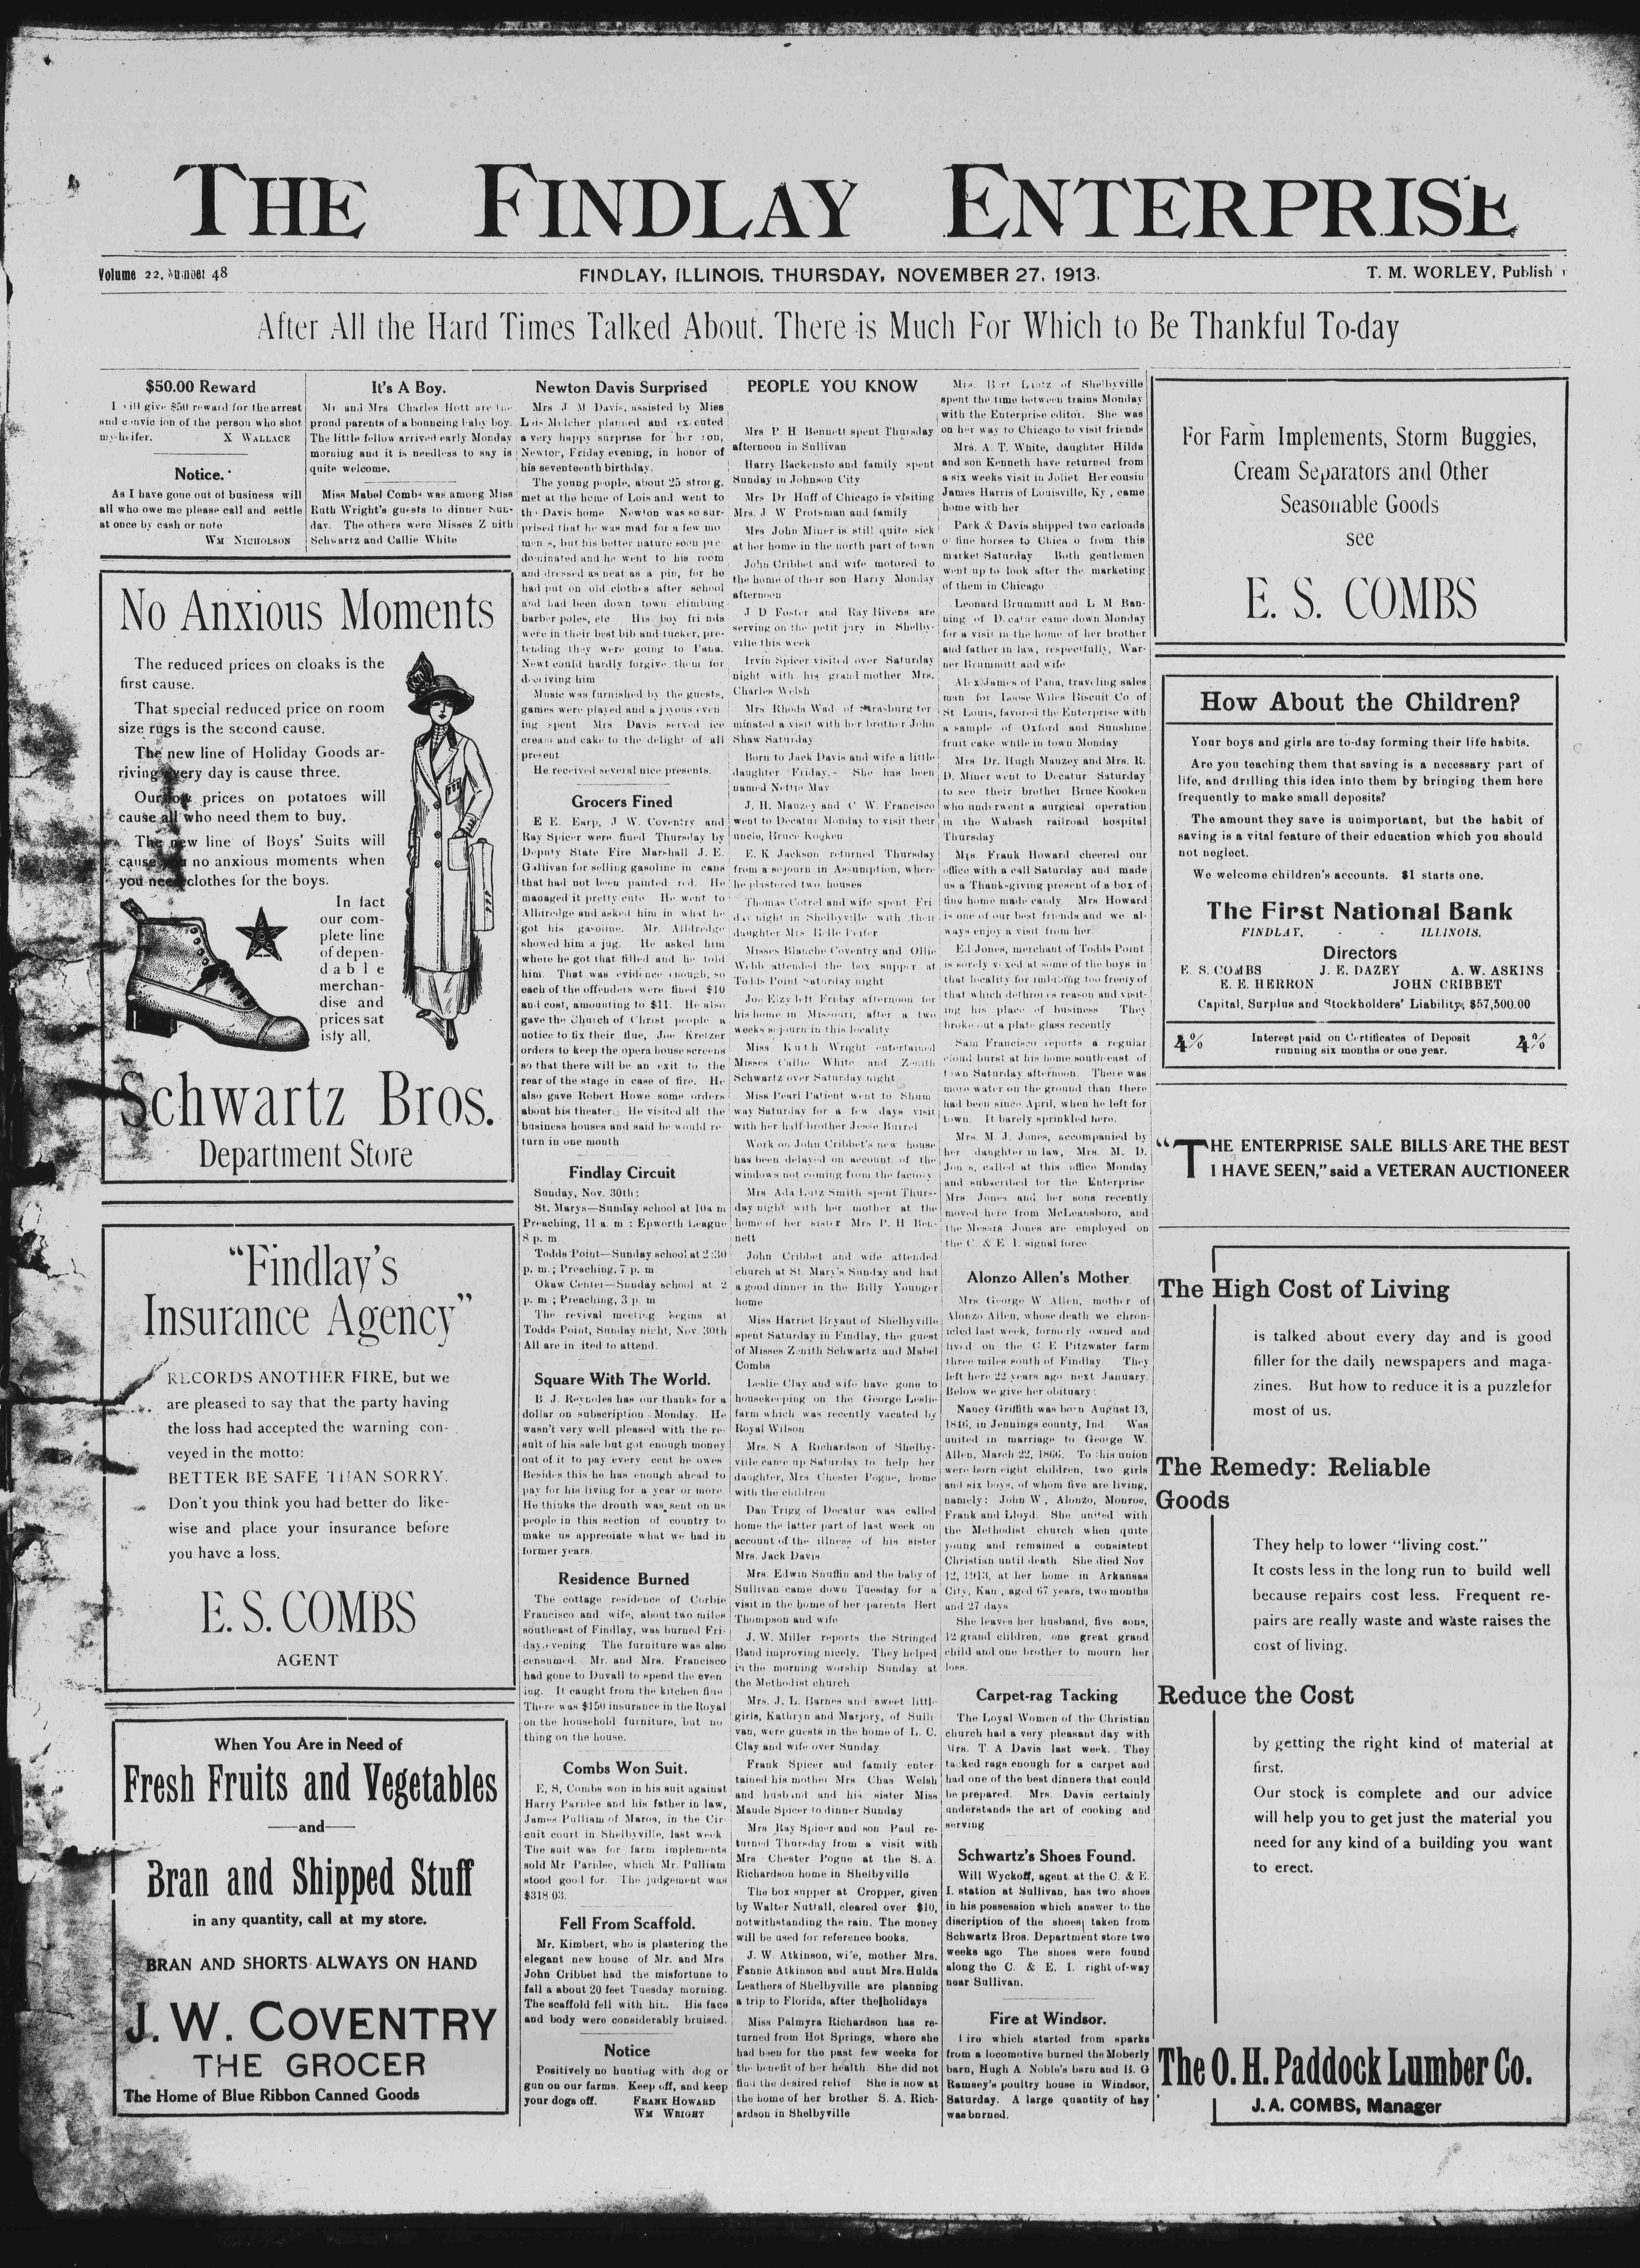 THE FINDLAY ENTERPRISE
Volume 22, Number 48
FINDLAY, ILLINOIS, THURSDAY, NOVEMBER 27, 1913.
T. M. WORLEY, Publish
After All the Hard Times Talked About. There is Much For Which to Be Thankful To-day
$50.00 Reward
I will give $50 reward for the arrest
and convic ion of the person who shot
my heifer. X WALLACE
Notice.
As I have gone out of business will
all who owe me please call and settle
at once by cash or note
WM NICHOLSON
It's A Boy.
Mr and Mrs Charles Hott are the
proud parents of a bouncing baby boy.
The little fellow arrived early Monday
morning and it is needless to say is
quite welcome.
Miss Mabel Combs was among Miss
Ruth Wright's guests to dinner Sun-
day. The others were Misses Z nith
Schwartz and Callie White
No Anxious Moments
The reduced prices on cloaks is the
first cause.
That special reduced price on room
size rugs is the second cause.
The new line of Holiday Goods ar-
riving every day is cause three.
Our low prices on potatoes will
cause all who need them to buy.
The new line of Boys' Suits will
cause you no anxious moments when
you need clothes for the boys.
In fact
our com-
plete line
of depen-
dable
merchan-
dise and
prices sat
isfy all.
Schwartz Bros.
Department Store
"Findlay's
Insurance Agency"
RECORDS ANOTHER FIRE, but we
are pleased to say that the party having
the loss had accepted the warning con-
veyed in the motto:
BETTER BE SAFE THAN SORRY.
Don't you think you had better do like-
wise and place your insurance before
you have a loss.
E. S. COMBS
AGENT
When You Are in Need of
Fresh Fruits and Vegetables
—and—
Bran and Shipped Stuff
in any quantity, call at my store.
BRAN AND SHORTS ALWAYS ON HAND
J. W. COVENTRY
THE GROCER
The Home of Blue Ribbon Canned Goods
Newton Davis Surprised
Mrs J M Davis, assisted by Miss
Lois Melcher planned and executed
a very happy surprise for her son,
Newton, Friday evening, in honor of
his seventeenth birthday.
The young people, about 25 strong,
met at the home of Lois and went to
the Davis home Newton was so sur-
prised that he was mad for a few mo
men s, but his better nature soon pre
dominated and he went to his room
and dressed as neat as a pin, for he
had put on old clothes after school
and had been down town climbing
barber poles, etc His boy fri nds
were in their best bib and tucker, pre-
tending they were going to Pana.
Newt could hardly forgive them for
deceiving him
Music was furnished by the guests,
games were played and a joyous even
ing spent Mrs Davis served ice
cream and cake to the delight of all
present
He received several nice presents.
Grocers Fined
E E. Earp, J W. Coventry and
Ray Spicer were fined Thursday by
Deputy State Fire Marshall J. E.
Gallivan for selling gasoline in cans
that had not been painted red. He
managed it pretty cute He went to
Alldredge and asked him in what he
got his gasoline. Mr. Alldredge
showed him a jug. He asked him
where he got that filled and he told
him. That was evidence enough, so
each of the offenders were fined $10
and cost, amounting to $11. He also
gave the Church of Christ people a
notice to fix their flue, Joe Kretzer
orders to keep the opera house screens
so that there will be an exit to the
rear of the stage in case of fire. He
also gave Robert Howe some orders
about his theater. He visited all the
business houses and said he would re
turn in one month
Findlay Circuit
Sunday, Nov. 30th:
St. Marys—Sunday school at 10 a m
Preaching, 11 a. m : Epworth League
8 p. m
Todds Point—Sunday school at 2:30
p. m.; Preaching, 7 p. m
Okaw Center—Sunday school at 2
p. m ; Preaching, 3 p. m
The revival meeting begins at
Todds Point, Sunday night, Nov 30th
All are in ited to attend.
Square With The World.
B J. Reynoles has our thanks for a
dollar on subscription Monday. He
wasn't very well pleased with the re-
sult of his sale but got enough money
out of it to pay every cent he owes
Besides this he has enough ahead to
pay for his living for a year or more
He thinks the drouth was sent on us
people in this section of country to
make us appreciate what we had in
former years.
Residence Burned
The cottage residence of Corbie
Francisco and wife, about two miles
southeast of Findlay, was burned Fri-
day evening The furniture was also
censumed. Mr. and Mrs. Francisco
had gone to Duvall to spend the even
ing. It caught from the kitchen flue
There was $150 insurance in the Royal
on the household furniture, but no
thing on the house.
Combs Won Suit.
E. S. Combs won in his suit against
Harry Paridee and his father in law,
James Pulliam of Maroa, in the Cir-
cuit court in Shelbyville, last week
The suit was for farm implements
sold Mr Paridee, which Mr. Pulliam
stood good for. The judgement was
$318 03.
Fell From Scaffold.
Mr. Kimbert, who is plastering the
elegant new house of Mr. and Mrs
John Cribbet had the misfortune to
fall a about 20 feet Tuesday morning.
The scaffold fell with him. His face
and body were considerably bruised.
Notice
Positively no hunting with dog or
gun on our farms. Keep off, and keep
your dogs off. FRANK HOWARD
WM WRIGHT
PEOPLE YOU KNOW
Mrs P H Bennett spent Thursday
afternoon in Sullivan
Harry Backensto and family spent
Sunday in Johnson City
Mrs Dr Huff of Chicago is visiting
Mrs. J W Protsman and family
Mrs John Miner is still quite sick
at her home in the north part of town
John Cribbet and wife motored to
the home of their son Harry Monday
afternoon
J D Foster and Ray Bivens are
serving on the petit jury in Shelby-
ville this week
Irvin Spicer visited over Saturday
night with his grand mother Mrs.
Charles Welsh
Mrs Rhoda Wad of Strasburg ter
minated a visit with her brother John
Shaw Saturday
Born to Jack Davis and wife a little
daughter Friday. She has been
named Nettie May
J. H. Mauzey and C W. Francisco
went to Decatur Monday to visit their
uncle, Bruce Kooken
E. K Jackson returned Thursday
from a sejourn in Assumption, where
he plastered two houses
Thomas Cotrel and wife spent Fri
day night in Shelbyville with their
daughter Mrs Belle Peifer
Misses Blanche Coventry and Ollie
Webb attended the box supper at
Todds Point Saturday night
Joe Elzy left Friday afternoon for
his home in Missouri, after a two
weeks sojourn in this locality
Miss Ruth Wright entertained
Misses Callie White and Zenith
Schwartz over Saturday night
Miss Pearl Patient went to Shum
way Saturday for a few days visit
with her half-brother Jesse Burrel
Work on John Cribbet's new house
has been delayed on account of the
windows not coming from the factory
Mrs Ada Lutz Smith spent Thurs-
day night with her mother at the
home of her sister Mrs P. H Ben-
nett
John Cribbet and wife attended
church at St. Mary's Sunday and had
a good dinner in the Billy Younger
home
Miss Harriet Bryant of Shelbyville
spent Saturday in Findlay, the guest
of Misses Zenith Schwartz and Mabel
Combs
Leslie Clay and wife have gone to
housekeeping on the George Leslie
farm which was recently vacated by
Royal Wilson
Mrs. S A Richardson of Shelby-
ville came up Saturday to help her
daughter, Mrs Chester Pogue, home
with the children
Dan Trigg of Decatur was called
home the latter part of last week on
account of the illness of his sister
Mrs. Jack Davis
Mrs. Edwin Snuffin and the baby of
Sullivan came down Tuesday for a
visit in the home of her parents Bert
Thompson and wife
J. W. Miller reports the Stringed
Band improving nicely. They helped
in the morning worship Sunday at
the Methodist church
Mrs. J. L. Barnes and sweet little
girls, Kathryn and Marjory, of Sulli
van, were guests in the home of L. C.
Clay and wife over Sunday
Frank Spicer and family enter
tained his mother Mrs Chas Welsh
and husband and his sister Miss
Maude Spicer to dinner Sunday
Mrs Ray Spicer and son Paul re-
turned Thursday from a visit with
Mrs Chester Pogue at the S. A.
Richardson home in Shelbyville
The box supper at Cropper, given
by Walter Nuttall, cleared over $10,
notwithstanding the rain. The money
will be used for reference books.
J. W. Atkinson, wife, mother Mrs.
Fannie Atkinson and aunt Mrs. Hulda
Leathers of Shelbyville are planning
a trip to Florida, after the holidays
Miss Palmyra Richardson has re-
turned from Hot Springs, where she
had been for the past few weeks for
the benefit of her health She did not
find the desired relief She is now at
the home of her brother S. A. Rich-
ardson in Shelbyville
Mrs. Bert Lantz of Shelbyville
spent the time between trains Monday
with the Enterprise editor. She was
on her way to Chicago to visit friends
Mrs. A. T. White, daughter Hilda
and son Kenneth have returned from
a six weeks visit in Joliet Her cousin
James Harris of Louisville, Ky , came
home with her
Park & Davis shipped two carloads
o fine horses to Chica o from this
market Saturday Both gentlemen
went up to look after the marketing
of them in Chicago
Leonard Brummitt and L M Ban-
ning of Decatur came down Monday
for a visit in the home of her brother
and father in law, respectfully, War-
ner Brummitt and wife
Alex James of Pana, traveling sales
man for Loose Wiles Biscuit Co of
St Louis, favored the Enterprise with
a sample of Oxford and Sunshine
fruit cake while in town Monday
Mrs Dr. Hugh Mauzey and Mrs. R.
D. Miner went to Decatur Saturday
to see their brother Bruce Kooken
who underwent a surgical operation
in the Wabash railroad hospital
Thursday
Mrs Frank Howard cheered our
office with a call Saturday and made
us a Thanksgiving present of a box of
fine home made candy Mrs Howard
is one of our best friends and we al-
ways enjoy a visit from her.
Ed Jones, merchant of Todds Point
is sorely vexed at some of the boys in
that locality for imbibing too freely of
that which dethrones reason and visit-
ing his place of business They
broke out a plate glass recently
Sam Francisco reports a regular
cloud burst at his home south-east of
town Saturday afternoon. There was
more water on the ground than there
had been since April, when he left for
town. It barely sprinkled here.
Mrs. M J. Jones, accompanied by
her daughter in law, Mrs. M. D.
Jones, called at this office Monday
and subscribed for the Enterprise
Mrs. Jones and her sons recently
moved here from McLeansboro, and
the Messrs Jones are employed on
the C. & E I. signal force
Alonzo Allen's Mother
Mrs George W. Allen, mother of
Alonzo Allen, whose death we chron-
icled last week, formerly owned and
lived on the C. E Pitzwater farm
three miles south of Findlay. They
left here 22 years ago next January.
Below we give her obituary:
Nancy Griffith was born August 13,
1846, in Jennings county, Ind. Was
united in marriage to George W.
Allen, March 22, 1866. To this union
were born eight children, two girls
and six boys, of whom five are living,
namely: John W , Alonzo, Monroe,
Frank and Lloyd. She united with
the Methodist church when quite
young and remained a consistent
Christian until death. She died Nov
12, 1913, at her home in Arkansas
City, Kan , aged 67 years, two months
and 27 days
She leaves her husband, five sons,
12 grand children, one great grand
child and one brother to mourn her
loss.
Carpet-rag Tacking
The Loyal Women of the Christian
church had a very pleasant day with
Mrs. T. A Davis last week. They
tacked rags enough for a carpet and
had one of the best dinners that could
be prepared. Mrs. Davis certainly
understands the art of cooking and
serving
Schwartz's Shoes Found.
Will Wyckoff, agent at the C. & E.
I. station at Sullivan, has two shoes
in his possession which answer to the
discription of the shoes taken from
Schwartz Bros. Department store two
weeks ago The shoes were found
along the C. & E. I. right of-way
near Sullivan.
Fire at Windsor.
Fire which started from sparks
from a locomotive burned the Moberly
barn, Hugh A. Noble's barn and B. G
Ramsey's poultry house in Windsor,
Saturday. A large quantity of hay
was burned.
For Farm Implements, Storm Buggies,
Cream Separators and Other
Seasonable Goods
see
E. S. COMBS
How About the Children?
Your boys and girls are to-day forming their life habits.
Are you teaching them that saving is a necessary part of
life, and drilling this idea into them by bringing them here
frequently to make small deposits?
The amount they save is unimportant, but the habit of
saving is a vital feature of their education which you should
not neglect.
We welcome children's accounts. $1 starts one.
The First National Bank
FINDLAY, - - ILLINOIS.
Directors
E. S. COMBS J. E. DAZEY A. W. ASKINS
E. E. HERRON JOHN CRIBBET
Capital, Surplus and Stockholders' Liability, $57,500.00
4% Interest paid on Certificates of Deposit 4%
running six months or one year.
"THE ENTERPRISE SALE BILLS ARE THE BEST
I HAVE SEEN," said a VETERAN AUCTIONEER
The High Cost of Living
is talked about every day and is good
filler for the daily newspapers and maga-
zines. But how to reduce it is a puzzle for
most of us.
The Remedy: Reliable
Goods
They help to lower "living cost."
It costs less in the long run to build well
because repairs cost less. Frequent re-
pairs are really waste and waste raises the
cost of living.
Reduce the Cost
by getting the right kind of material at
first.
Our stock is complete and our advice
will help you to get just the material you
need for any kind of a building you want
to erect.
The O. H. Paddock Lumber Co.
J. A. COMBS, Manager